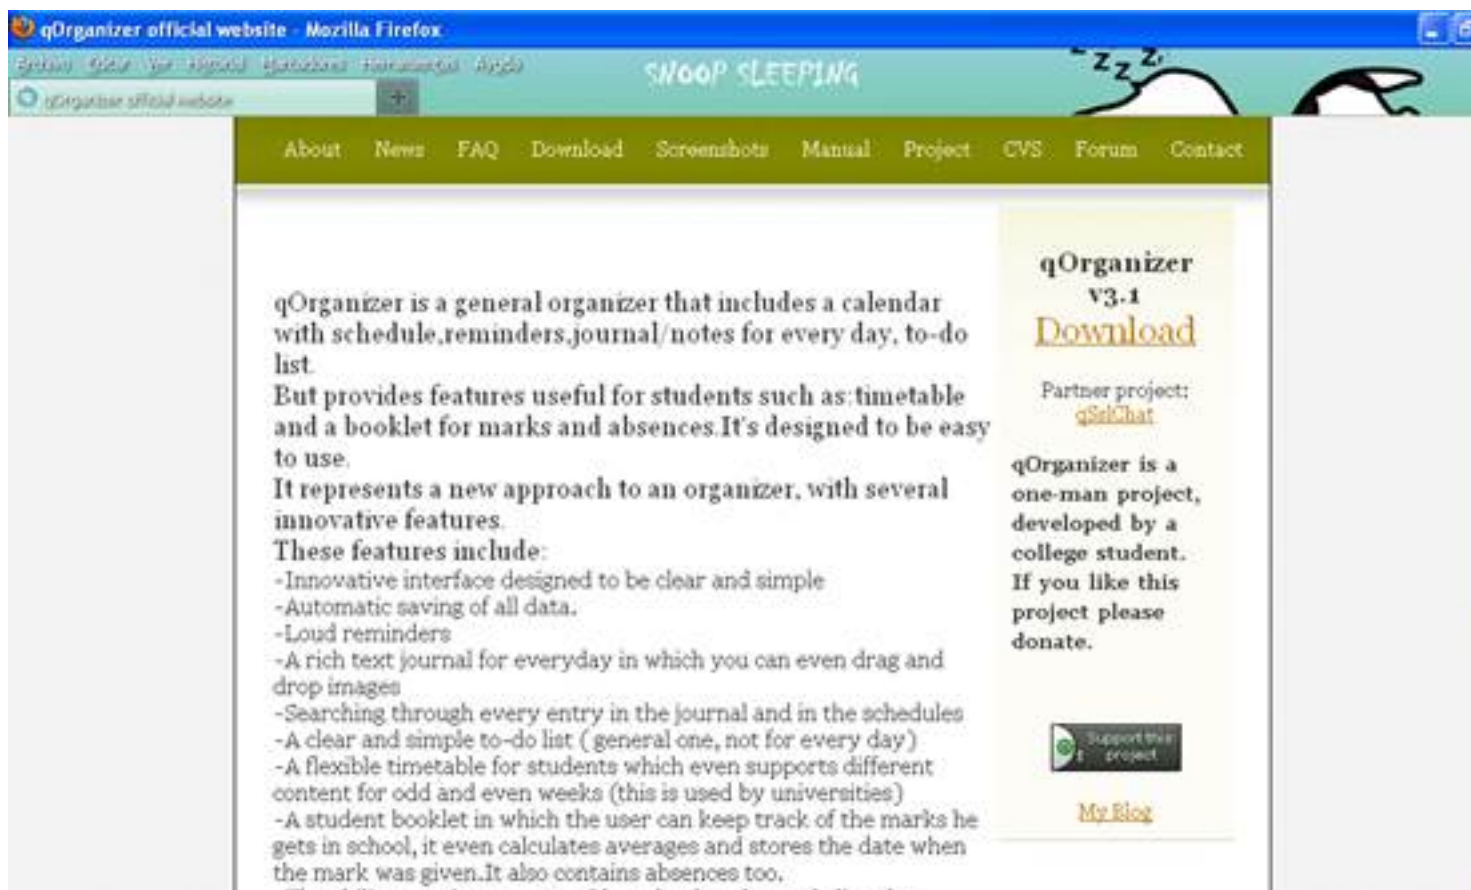 qOrganizer official website - Mozilla Firefox
Archivo Editar Ver Historial Marcadores Herramientas Ayuda
SNOOP SLEEPING
z z z z
qOrganizer official website
+
About News FAQ Download Screenshots Manual Project CVS Forum Contact
qOrganizer is a general organizer that includes a calendar
with schedule,reminders,journal/notes for every day, to-do
list.
But provides features useful for students such as:timetable
and a booklet for marks and absences.It's designed to be easy
to use.
It represents a new approach to an organizer, with several
innovative features.
These features include:
-Innovative interface designed to be clear and simple
-Automatic saving of all data.
-Loud reminders
-A rich text journal for everyday in which you can even drag and
drop images
-Searching through every entry in the journal and in the schedules
-A clear and simple to-do list ( general one, not for every day )
-A flexible timetable for students which even supports different
content for odd and even weeks (this is used by universities)
-A student booklet in which the user can keep track of the marks he
gets in school, it even calculates averages and stores the date when
the mark was given.It also contains absences too.
qOrganizer
v3.1
Download
Partner project:
qSslChat
qOrganizer is a
one-man project,
developed by a
college student.
If you like this
project please
donate.
Support this
project
My Blog